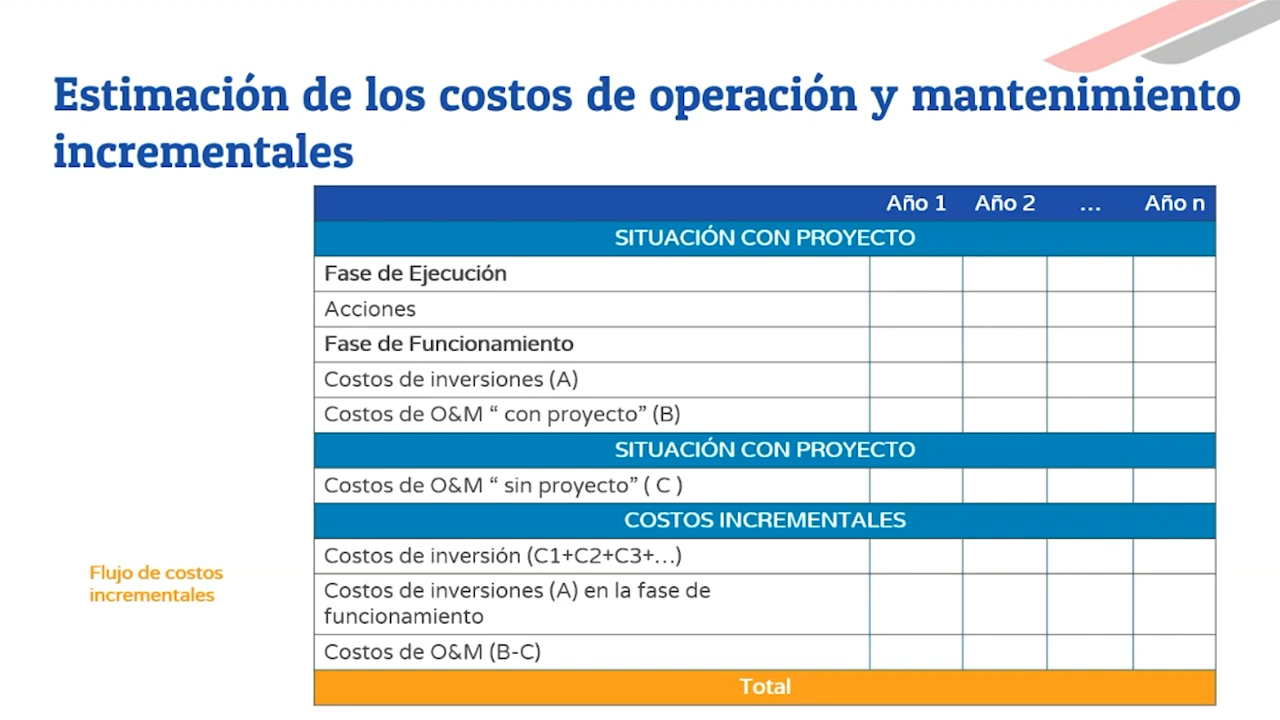 Estimación de los costos de operación y mantenimiento
incrementales
Año 1 Año 2 ... Año n
SITUACIÓN CON PROYECTO
Fase de Ejecución
Acciones
Fase de Funcionamiento
Costos de inversiones (A)
Costos de O&M “ con proyecto” (B)
SITUACIÓN CON PROYECTO
Costos de O&M “ sin proyecto” ( C )
COSTOS INCREMENTALES
Costos de inversión (C1+C2+C3+...)
Costos de inversiones (A) en la fase de
funcionamiento
Costos de O&M (B-C)
Total
Flujo de costos
incrementales